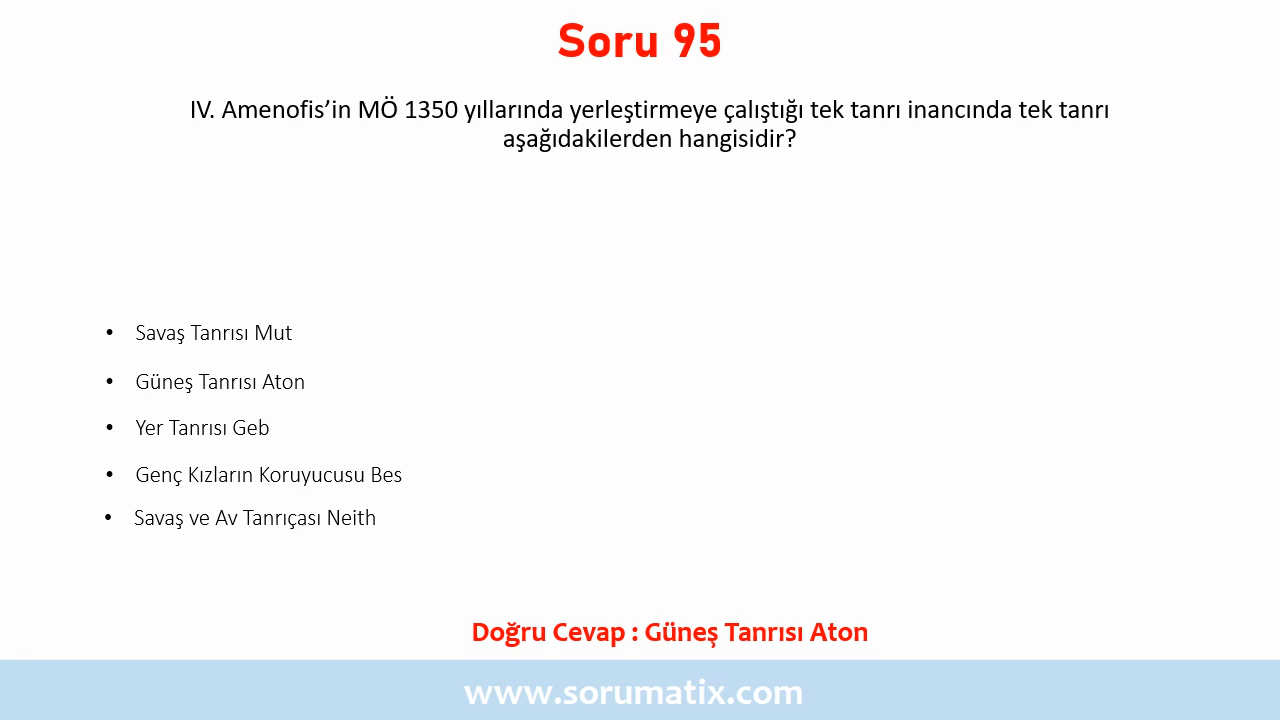 Soru 95
IV. Amenofis’in MÖ 1350 yıllarında yerleştirmeye çalıştığı tek tanrı inancında tek tanrı
aşağıdakilerden hangisidir?
• Savaş Tanrısı Mut
• Güneş Tanrısı Aton
• Yer Tanrısı Geb
• Genç Kızların Koruyucusu Bes
• Savaş ve Av Tanrıçası Neith
Doğru Cevap : Güneş Tanrısı Aton
www.sorumatix.com